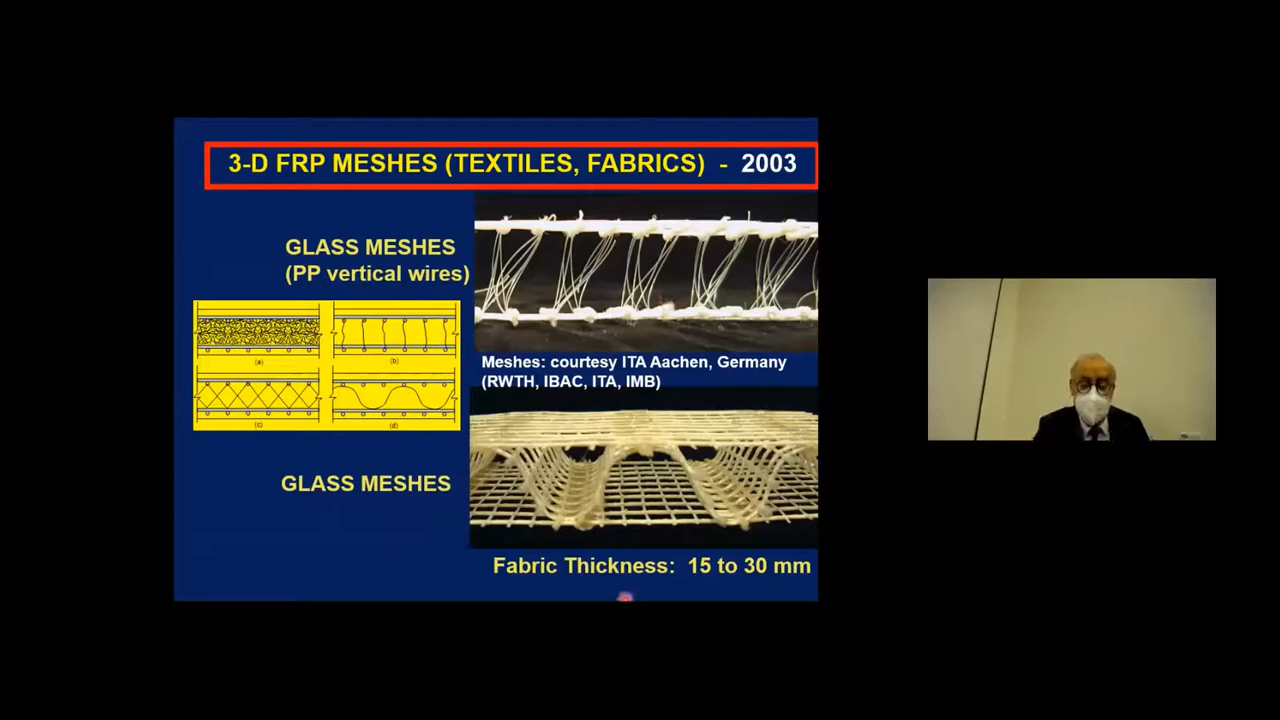 3-D FRP MESHES (TEXTILES, FABRICS) - 2003
GLASS MESHES
(PP vertical wires)
(a)
(b)
(c)
(d)
Meshes: courtesy ITA Aachen, Germany
(RWTH, IBAC, ITA, IMB)
GLASS MESHES
Fabric Thickness: 15 to 30 mm